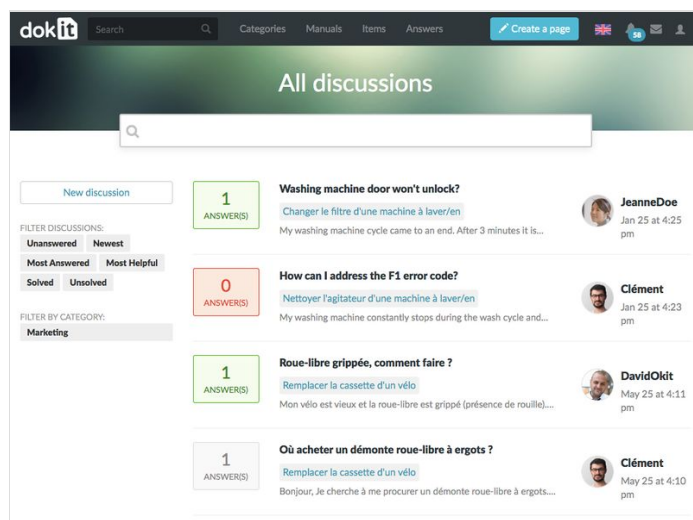 dokit
Search
Categories
Manuals
Items
Answers
Create a page
58
All discussions
New discussion
FILTER DISCUSSIONS:
Unanswered
Newest
Most Answered
Most Helpful
Solved
Unsolved
FILTER BY CATEGORY:
Marketing
1
ANSWER(S)
Washing machine door won't unlock?
Changer le filtre d'une machine à laver/en
My washing machine cycle came to an end. After 3 minutes it is...
JeanneDoe
Jan 25 at 4:25
pm
0
ANSWER(S)
How can I address the F1 error code?
Nettoyer l'agitateur d'une machine à laver/en
My washing machine constantly stops during the wash cycle and...
Clément
Jan 25 at 4:23
pm
1
ANSWER(S)
Roue-libre grippée, comment faire ?
Remplacer la cassette d'un vélo
Mon vélo est vieux et la roue-libre est grippé (présence de rouille)....
DavidOkit
May 25 at 4:11
pm
1
ANSWER(S)
Où acheter un démonte roue-libre à ergots ?
Remplacer la cassette d'un vélo
Bonjour, Je cherche à me procurer un démonte roue-libre à ergots....
Clément
May 25 at 4:10
pm